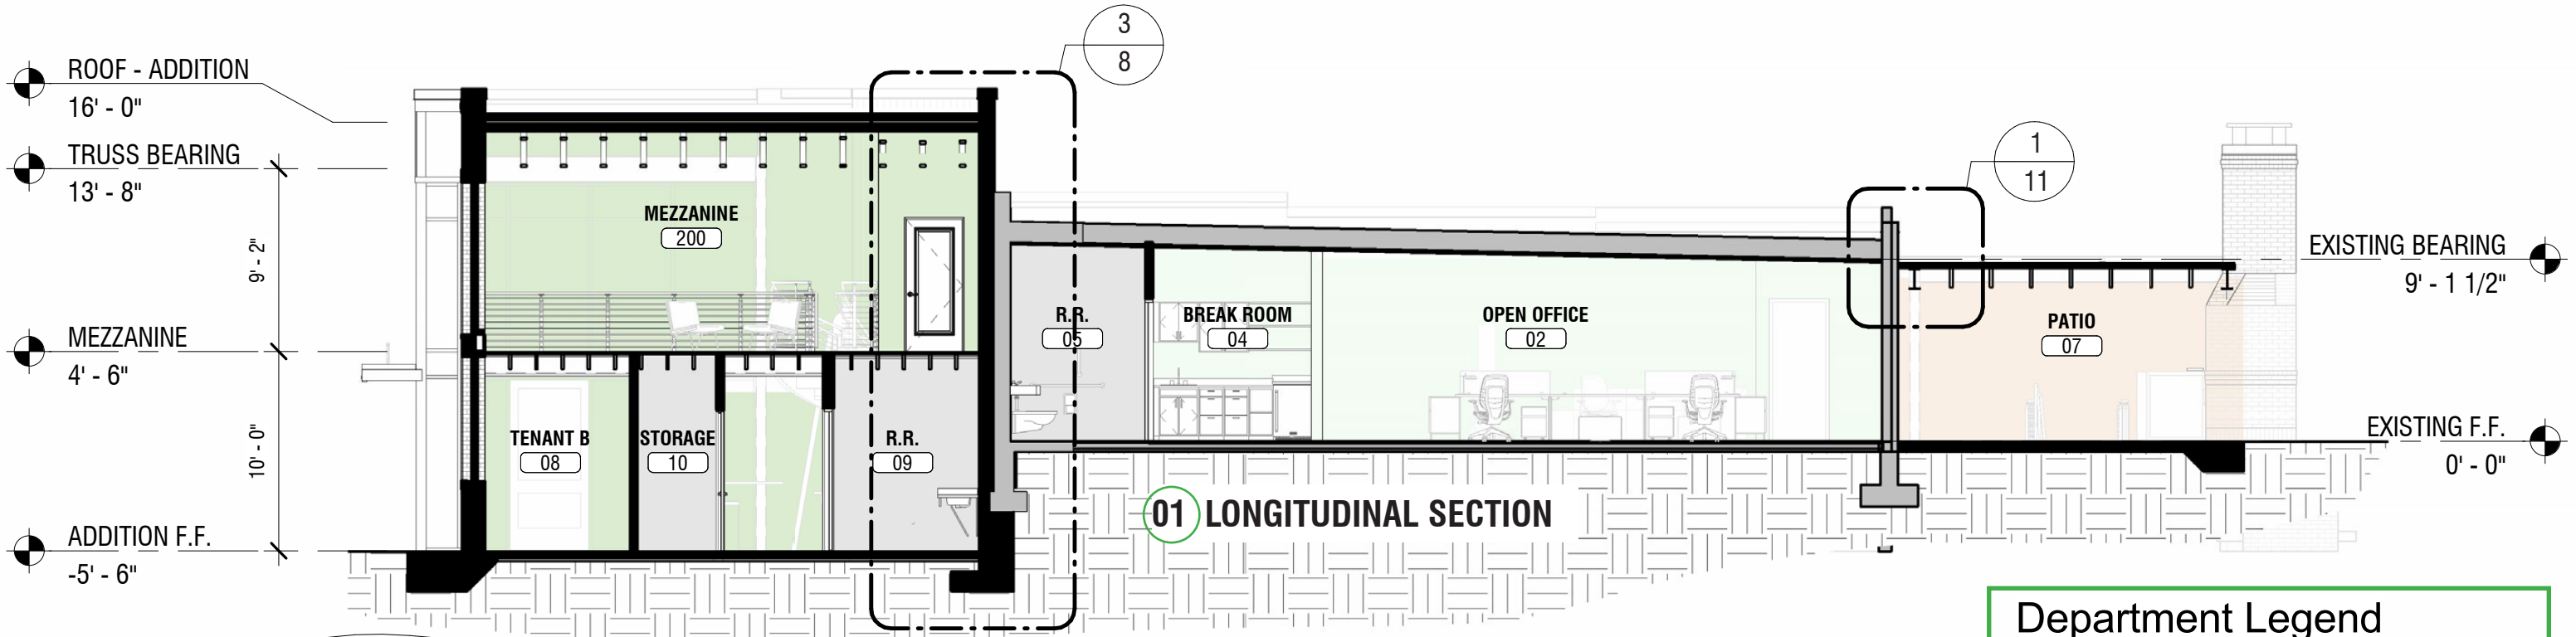 3
8
ROOF - ADDITION
16' - 0"
TRUSS BEARING
13' - 8"
1
11
MEZZANINE
200
9' - 2"
EXISTING BEARING
9' - 1 1/2"
R.R.
05
BREAK ROOM
04
OPEN OFFICE
02
PATIO
07
MEZZANINE
4' - 6"
10' - 0"
TENANT B
08
STORAGE
10
R.R.
09
EXISTING F.F.
0' - 0"
01 LONGITUDINAL SECTION
ADDITION F.F.
-5' - 6"
Department Legend